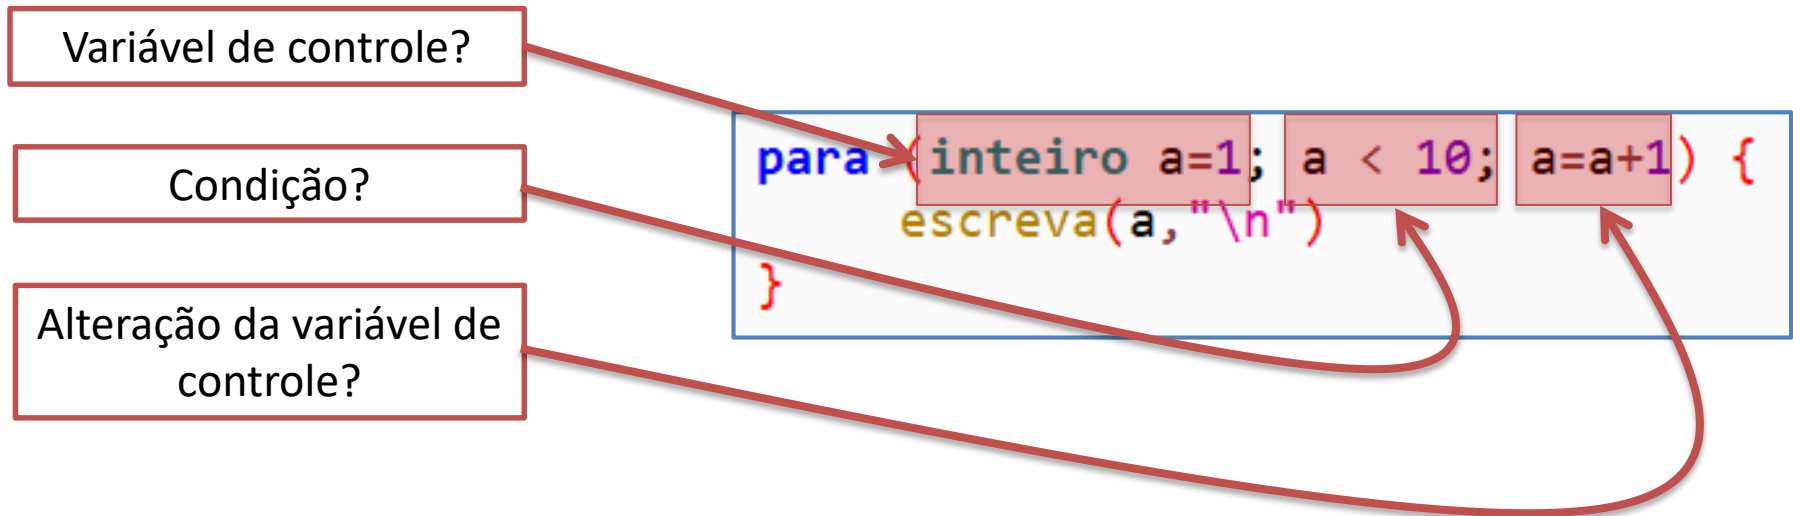 Variável de controle?
Condição?
Alteração da variável de
controle?
para (inteiro a=1; a < 10; a=a+1) {
escreva(a,"\n")
}